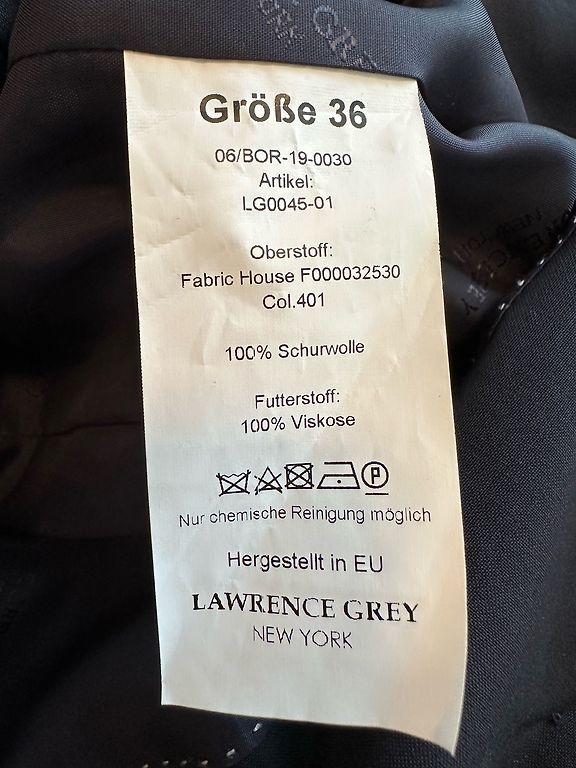 Größe 36
06/BOR-19-0030
Artikel:
LG0045-01
Oberstoff:
Fabric House F000032530
Col.401
100% Schurwolle
Futterstoff:
100% Viskose
P
Nur chemische Reinigung möglich
Hergestellt in EU
LAWRENCE GREY
NEW YORK